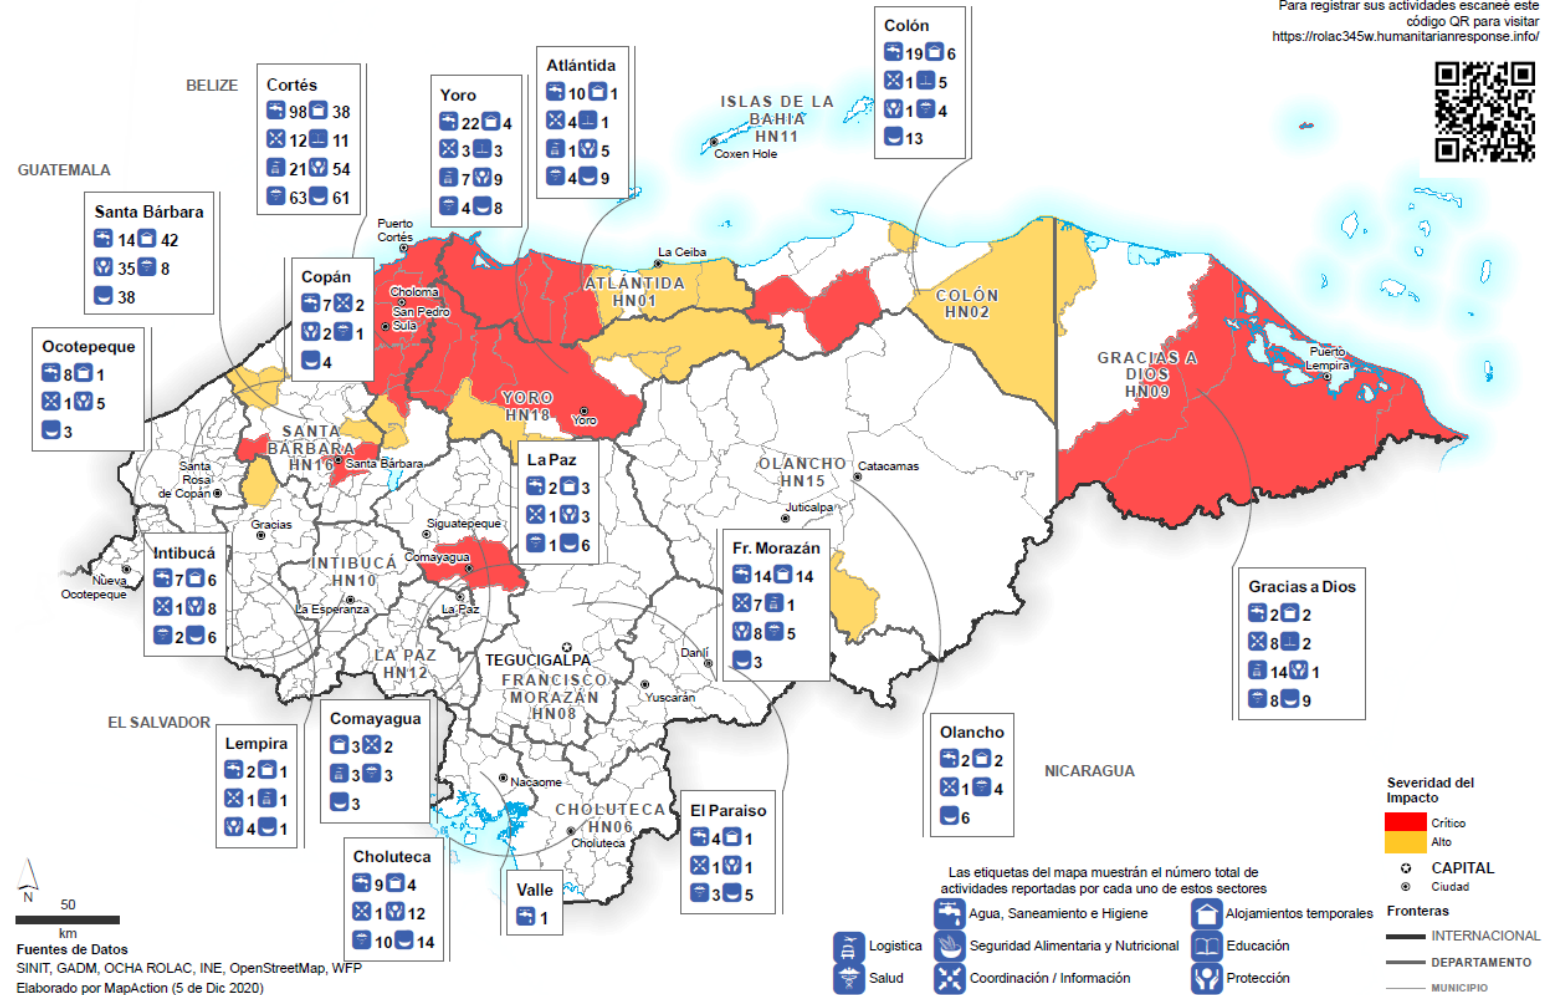 Para registrar sus actividades escaneé este
código QR para visitar
https://rolac345w.humanitarianresponse.info/
BELIZE
GUATEMALA
EL SALVADOR
NICARAGUA
Colón
19 6
1 5
1 4
13
Atlántida
10 1
4 1
1 5
4 9
Cortés
98 38
12 11
21 54
63 61
Yoro
22 4
3 3
7 9
4 8
Santa Bárbara
14 42
35 8
38
Copán
7 2
2 1
4
Ocotepeque
8 1
1 5
3
La Paz
2 3
1 3
1 6
Intibucá
7 6
1 8
2 6
Fr. Morazán
14 14
7 1
8 5
3
Gracias a Dios
2 2
8 2
14 1
8 9
Comayagua
3 2
3 3
3
Lempira
2 1
1 1
4 1
Olancho
2 2
1 4
6
El Paraiso
4 1
1 1
3 5
Choluteca
9 4
1 12
10 14
Valle
1
ISLAS DE LA
BAHIA
HN11
Coxen Hole
Puerto
Cortés
La Ceiba
Choloma
San Pedro
Sula
ATLÁNTIDA
HN01
COLÓN
HN02
GRACIAS A
DIOS
HN09
Puerto
Lempira
YORO
HN18
Yoro
SANTA
BARBARA
HN16
Santa Bárbara
Santa
Rosa
de Copán
OLANCHO
HN15
Catacamas
Juticalpa
Gracias
Siguatepeque
Comayagua
INTIBUCÁ
HN10
La Esperanza
Nueva
Ocotepeque
La Paz
LA PAZ
HN12
TEGUCIGALPA
FRANCISCO
MORAZÁN
HN08
Danlí
Yuscarán
Nacaome
CHOLUTECA
HN06
Choluteca
N
50
km
Fuentes de Datos
SINIT, GADM, OCHA ROLAC, INE, OpenStreetMap, WFP
Elaborado por MapAction (5 de Dic 2020)
Las etiquetas del mapa muestrán el número total de
actividades reportadas por cada uno de estos sectores
Agua, Saneamiento e Higiene
Alojamientos temporales
Logistica
Seguridad Alimentaria y Nutricional
Educación
Salud
Coordinación / Información
Protección
Severidad del
Impacto
Crítico
Alto
CAPITAL
Ciudad
Fronteras
INTERNACIONAL
DEPARTAMENTO
MUNICIPIO